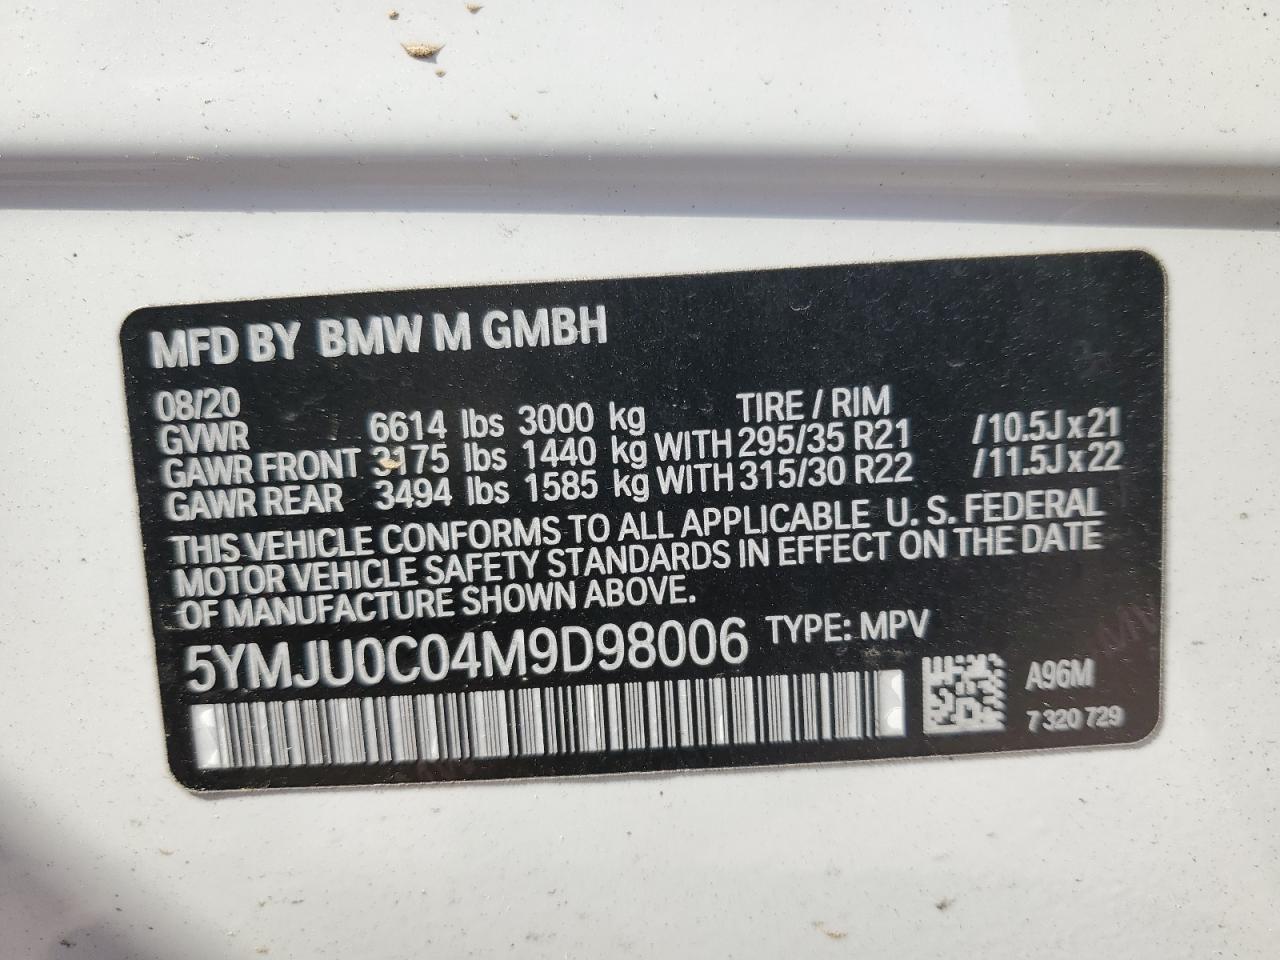 MFD BY BMW M GMBH
08/20 TIRE / RIM
GVWR 6614 lbs 3000 kg
GAWR FRONT 3175 lbs 1440 kg WITH 295/35 R21 /10.5J x 21
GAWR REAR 3494 lbs 1585 kg WITH 315/30 R22 /11.5J x 22
THIS VEHICLE CONFORMS TO ALL APPLICABLE U. S. FEDERAL
MOTOR VEHICLE SAFETY STANDARDS IN EFFECT ON THE DATE
OF MANUFACTURE SHOWN ABOVE.
5YMJU0C04M9D98006 TYPE: MPV
A96M
7 320 729